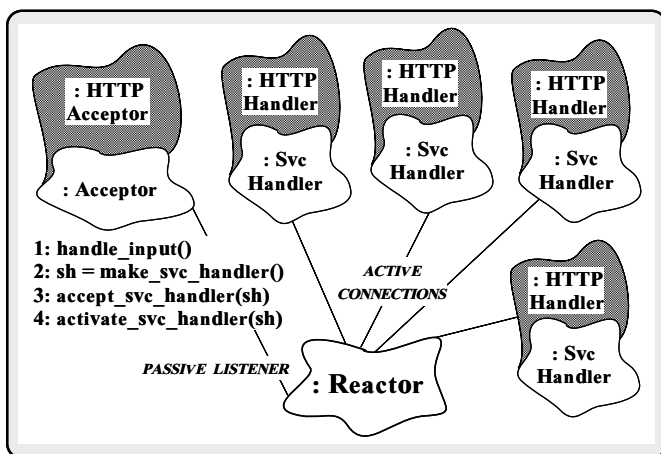 : HTTP
Acceptor
: Acceptor
: HTTP
Handler
: Svc
Handler
: HTTP
Handler
: Svc
Handler
: HTTP
Handler
: Svc
Handler
1: handle_input()
2: sh = make_svc_handler()
3: accept_svc_handler(sh)
4: activate_svc_handler(sh)
ACTIVE
CONNECTIONS
: HTTP
Handler
: Svc
Handler
PASSIVE LISTENER
: Reactor